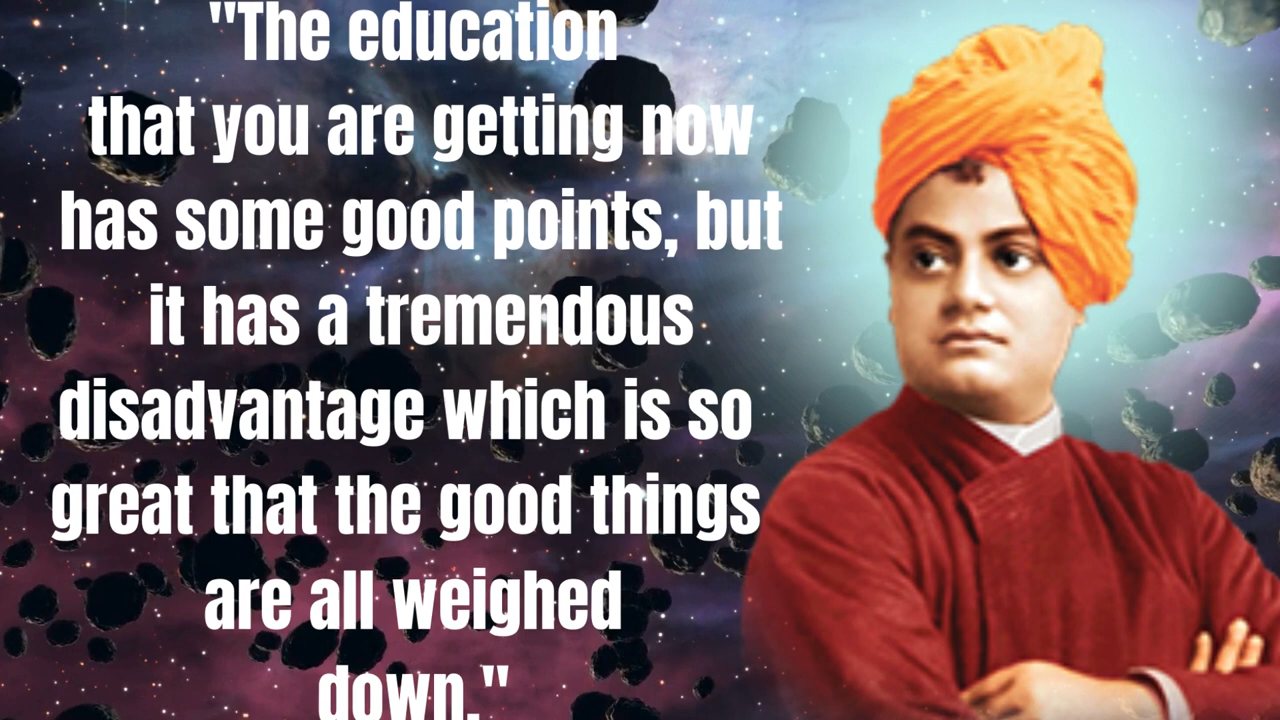 "The education
that you are getting now
has some good points, but
it has a tremendous
disadvantage which is so
great that the good things
are all weighed
down."